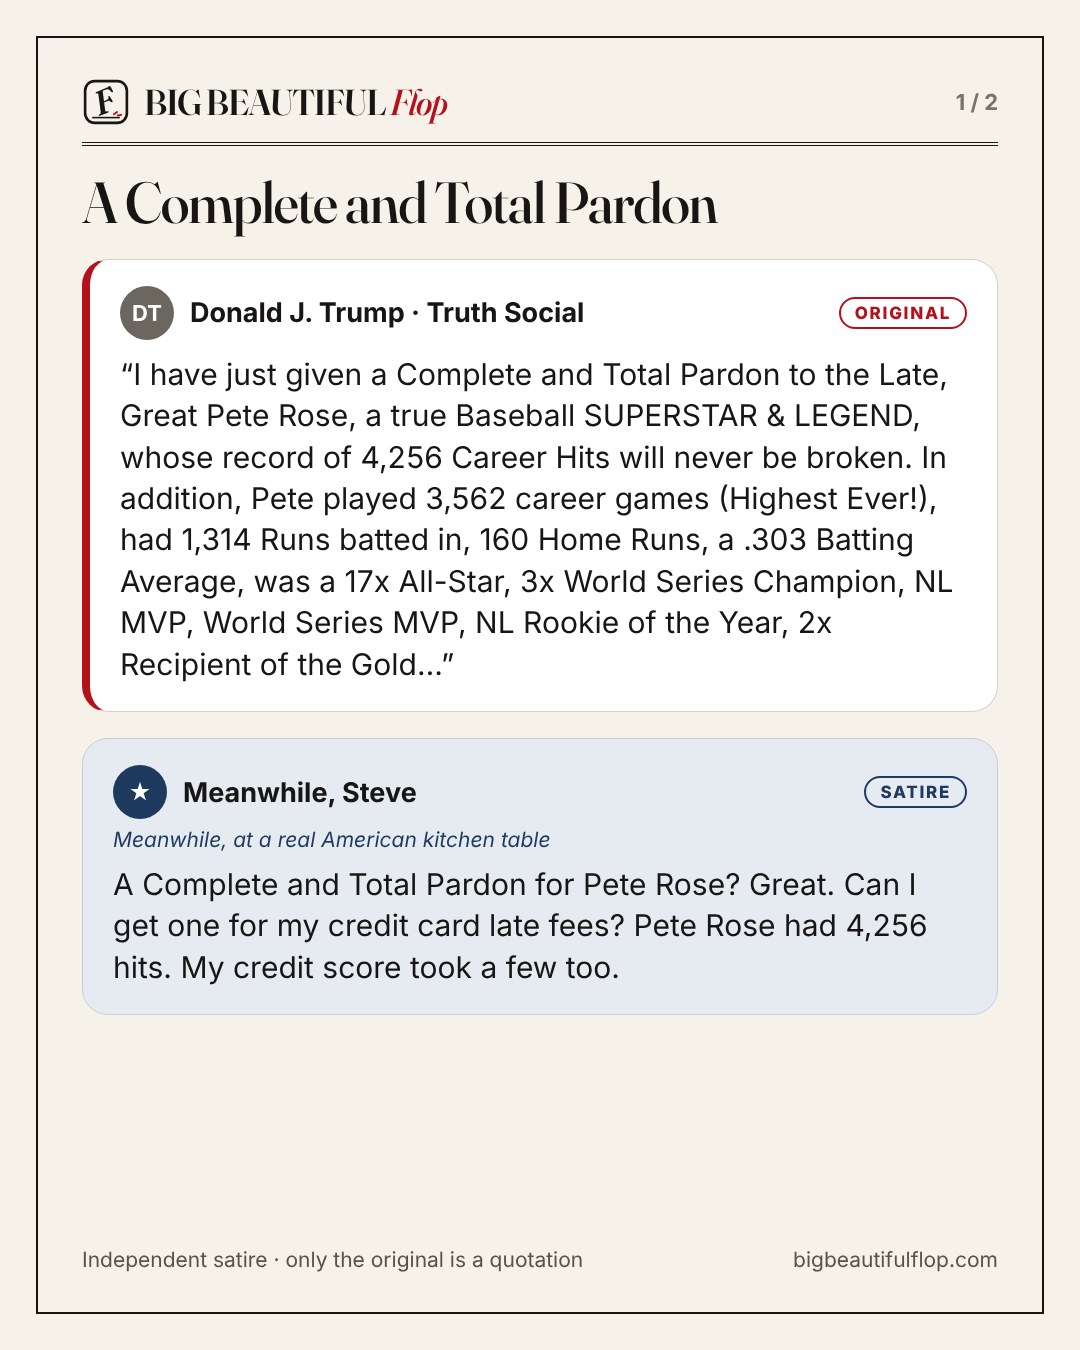 F
BIG BEAUTIFUL Flop
1 / 2
A Complete and Total Pardon
DT
Donald J. Trump · Truth Social
ORIGINAL
“I have just given a Complete and Total Pardon to the Late,
Great Pete Rose, a true Baseball SUPERSTAR & LEGEND,
whose record of 4,256 Career Hits will never be broken. In
addition, Pete played 3,562 career games (Highest Ever!),
had 1,314 Runs batted in, 160 Home Runs, a .303 Batting
Average, was a 17x All-Star, 3x World Series Champion, NL
MVP, World Series MVP, NL Rookie of the Year, 2x
Recipient of the Gold...”
★
Meanwhile, Steve
SATIRE
Meanwhile, at a real American kitchen table
A Complete and Total Pardon for Pete Rose? Great. Can I
get one for my credit card late fees? Pete Rose had 4,256
hits. My credit score took a few too.
Independent satire · only the original is a quotation
bigbeautifulflop.com